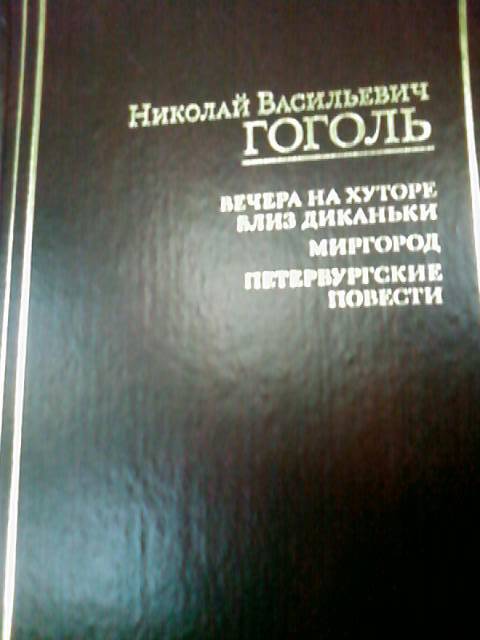 Николай Васильевич
ГОГОЛЬ
ВЕЧЕРА НА ХУТОРЕ
БЛИЗ ДИКАНЬКИ
МИРГОРОД
ПЕТЕРБУРГСКИЕ
ПОВЕСТИ